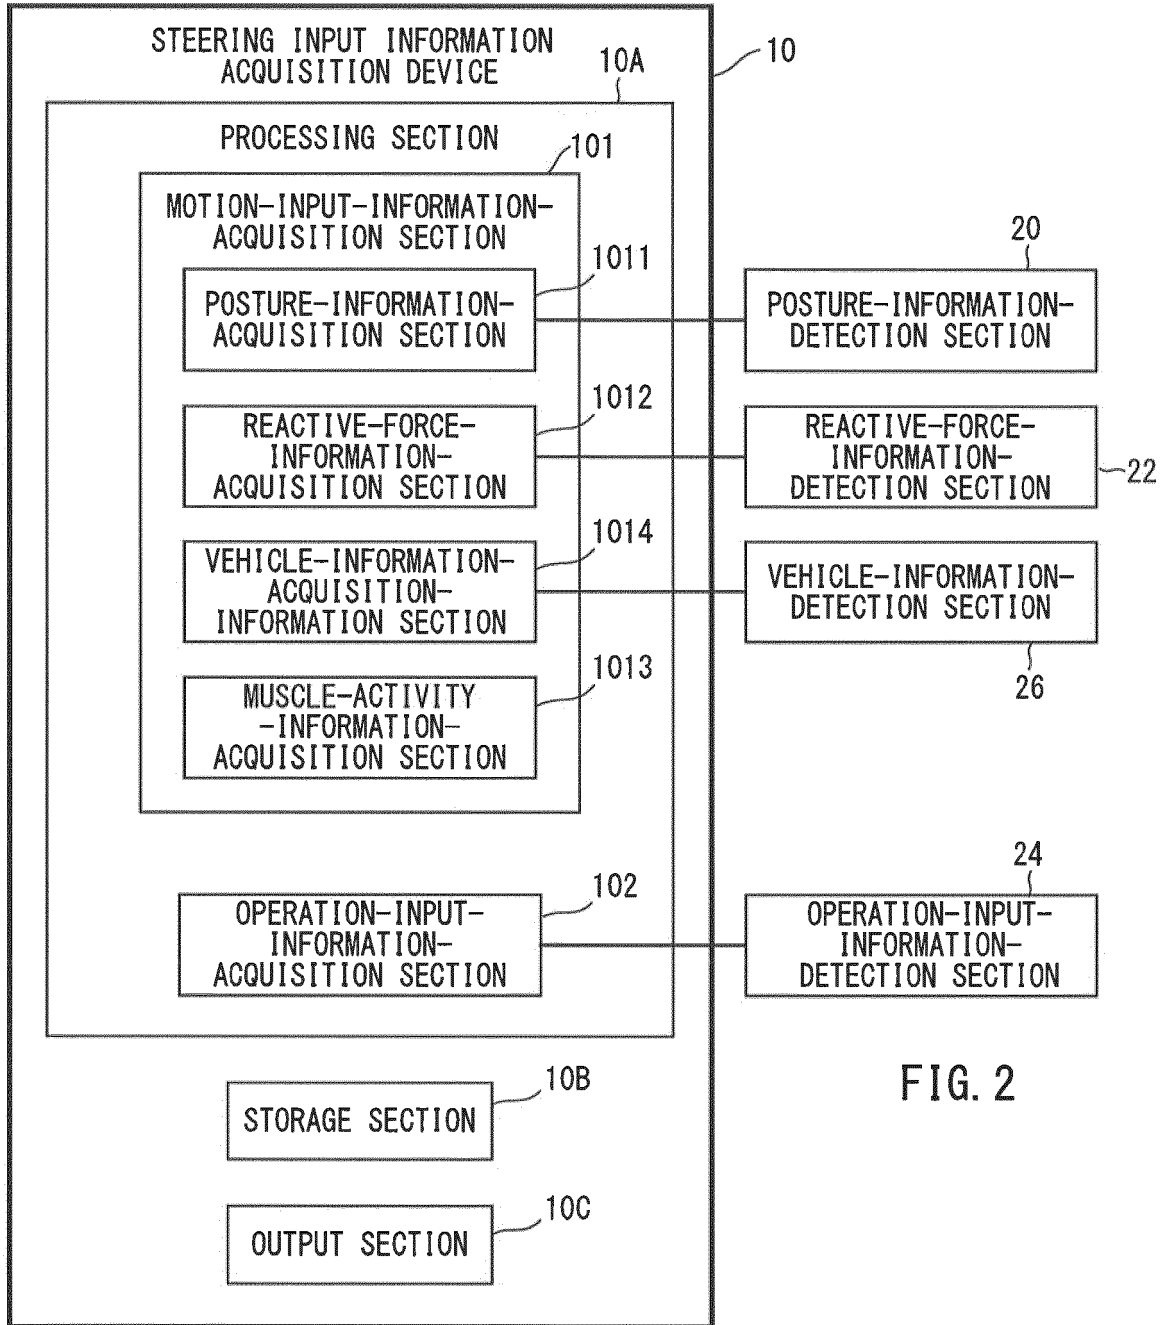 STEERING INPUT INFORMATION
ACQUISITION DEVICE
10
10A
PROCESSING SECTION
101
MOTION-INPUT-INFORMATION-
ACQUISITION SECTION
1011
POSTURE-INFORMATION-
ACQUISITION SECTION
20
POSTURE-INFORMATION-
DETECTION SECTION
1012
REACTIVE-FORCE-
INFORMATION-
ACQUISITION SECTION
REACTIVE-FORCE-
INFORMATION-
DETECTION SECTION
22
1014
VEHICLE-INFORMATION-
ACQUISITION-
INFORMATION SECTION
VEHICLE-INFORMATION-
DETECTION SECTION
26
1013
MUSCLE-ACTIVITY
-INFORMATION-
ACQUISITION SECTION
102
OPERATION-INPUT-
INFORMATION-
ACQUISITION SECTION
24
OPERATION-INPUT-
INFORMATION-
DETECTION SECTION
10B
STORAGE SECTION
10C
OUTPUT SECTION
FIG. 2